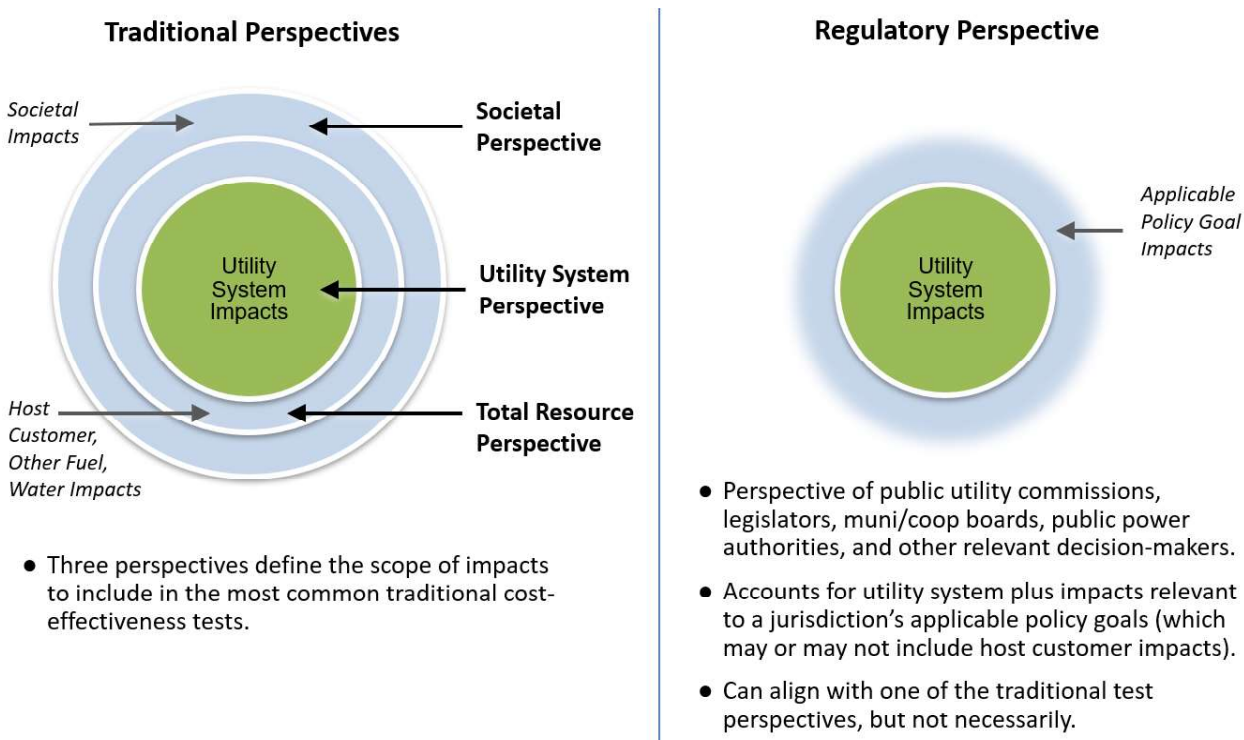 Traditional Perspectives
Societal
Impacts
Societal
Perspective
Utility
System
Impacts
Utility System
Perspective
Host
Customer,
Other Fuel,
Water Impacts
Total Resource
Perspective
● Three perspectives define the scope of impacts
to include in the most common traditional cost-
effectiveness tests.
Regulatory Perspective
Applicable
Policy Goal
Impacts
Utility
System
Impacts
● Perspective of public utility commissions,
legislators, muni/coop boards, public power
authorities, and other relevant decision-makers.
● Accounts for utility system plus impacts relevant
to a jurisdiction's applicable policy goals (which
may or may not include host customer impacts).
● Can align with one of the traditional test
perspectives, but not necessarily.